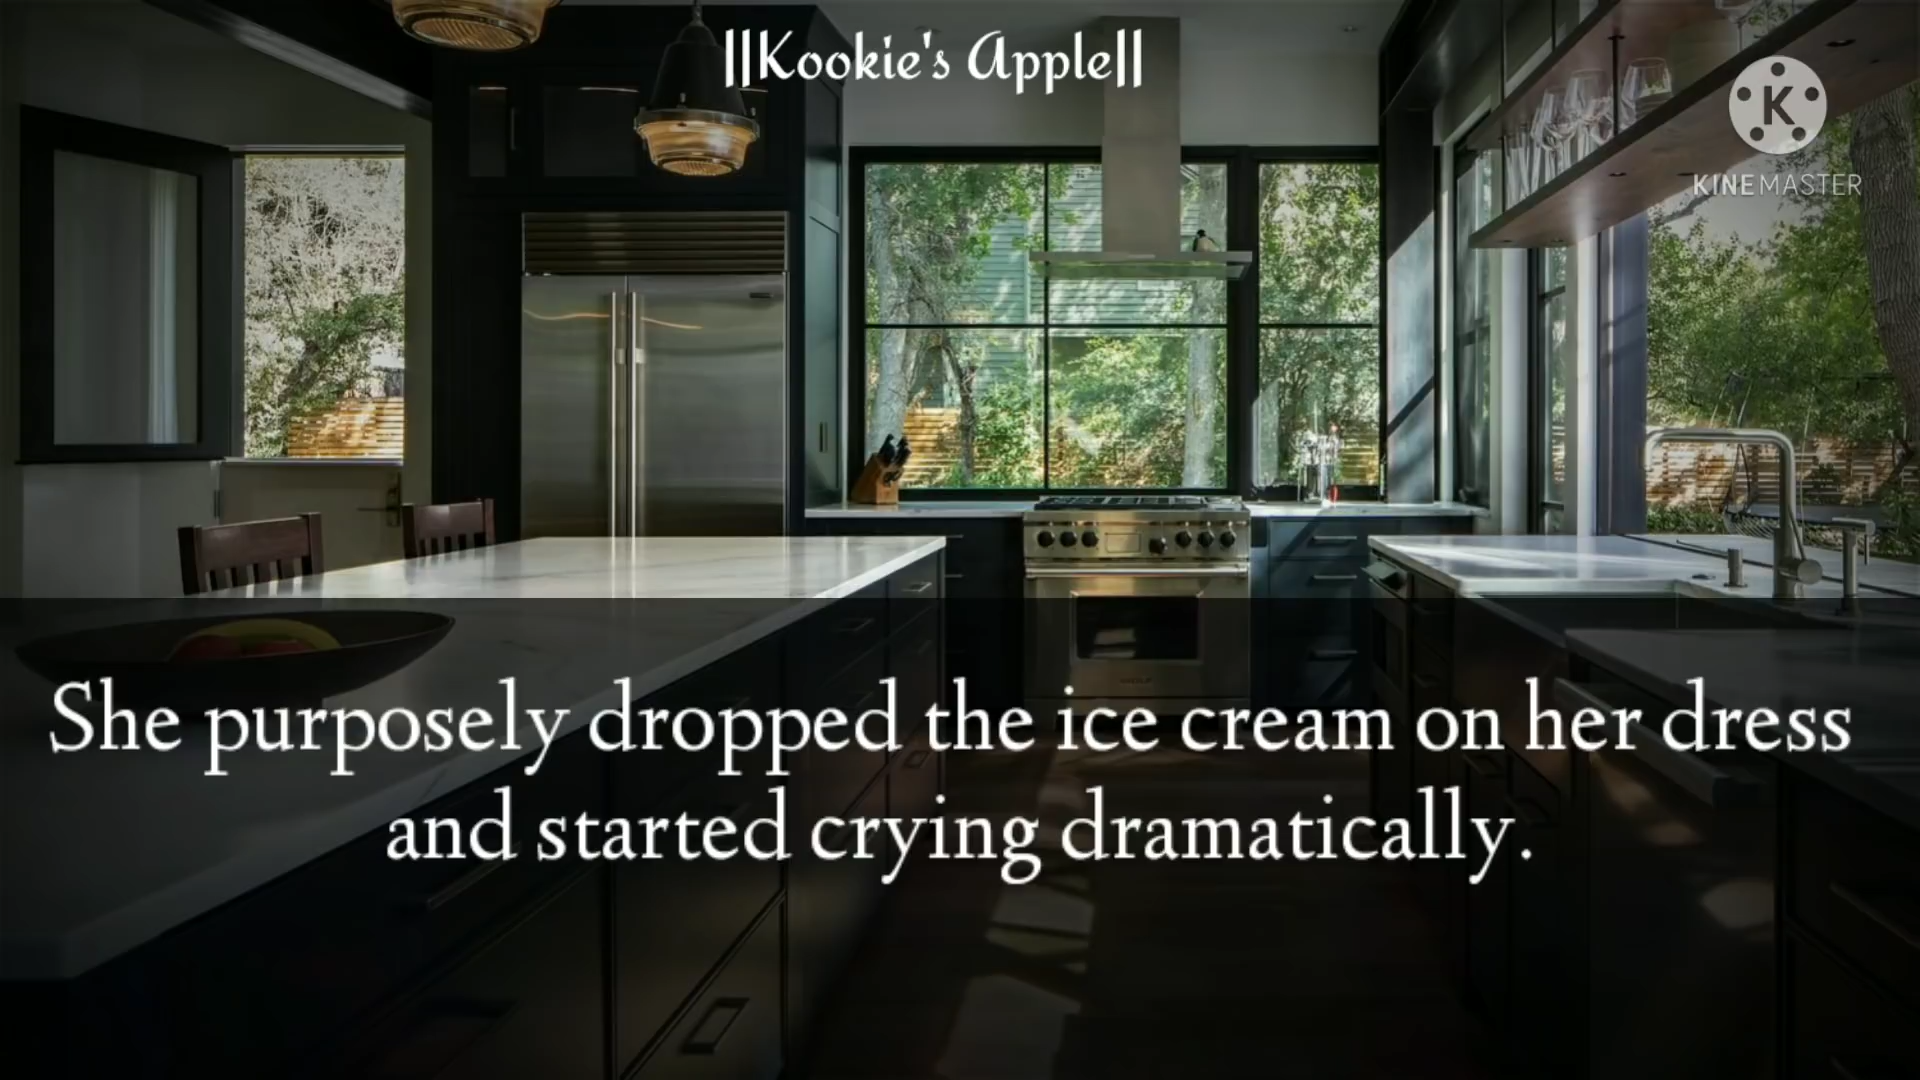 ||Kookie's Apple||
K
KINEMASTER
She purposely dropped the ice cream on her dress
and started crying dramatically.